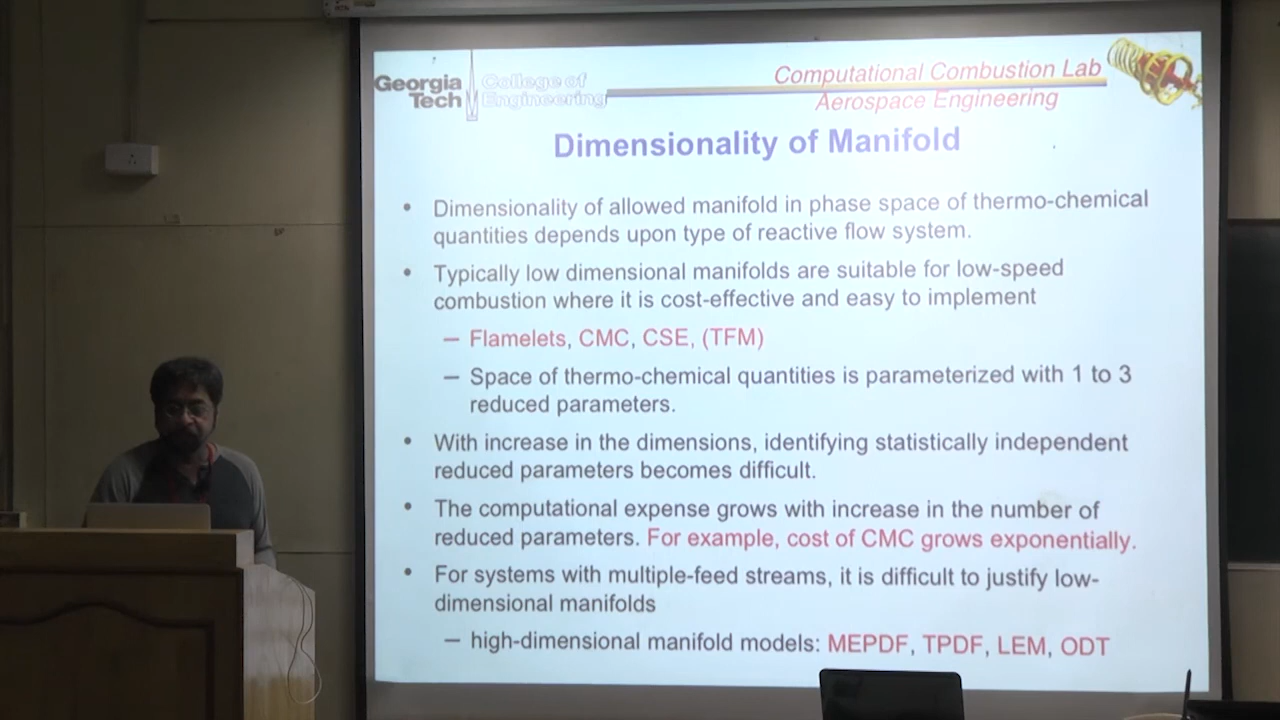 Georgia Tech
College of Engineering
Computational Combustion Lab
Aerospace Engineering
Dimensionality of Manifold
• Dimensionality of allowed manifold in phase space of thermo-chemical
quantities depends upon type of reactive flow system.
• Typically low dimensional manifolds are suitable for low-speed
combustion where it is cost-effective and easy to implement
– Flamelets, CMC, CSE, (TFM)
– Space of thermo-chemical quantities is parameterized with 1 to 3
reduced parameters.
• With increase in the dimensions, identifying statistically independent
reduced parameters becomes difficult.
• The computational expense grows with increase in the number of
reduced parameters. For example, cost of CMC grows exponentially.
• For systems with multiple-feed streams, it is difficult to justify low-
dimensional manifolds
– high-dimensional manifold models: MEPDF, TPDF, LEM, ODT